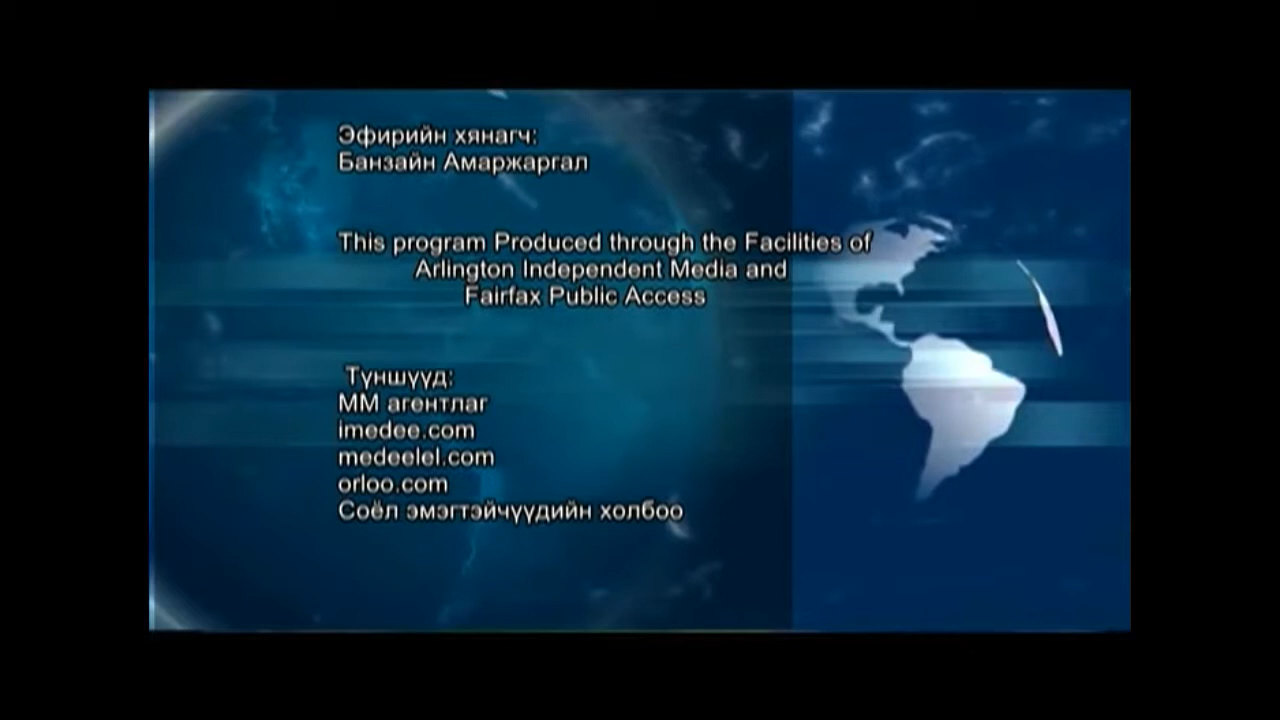 Эфирийн хянагч:
Банзайн Амаржаргал
This program Produced through the Facilities of
Arlington Independent Media and
Fairfax Public Access
Түншүүд:
ММ агентлаг
imedee.com
medeelel.com
orloo.com
Соёл эмэгтэйчүүдийн холбоо